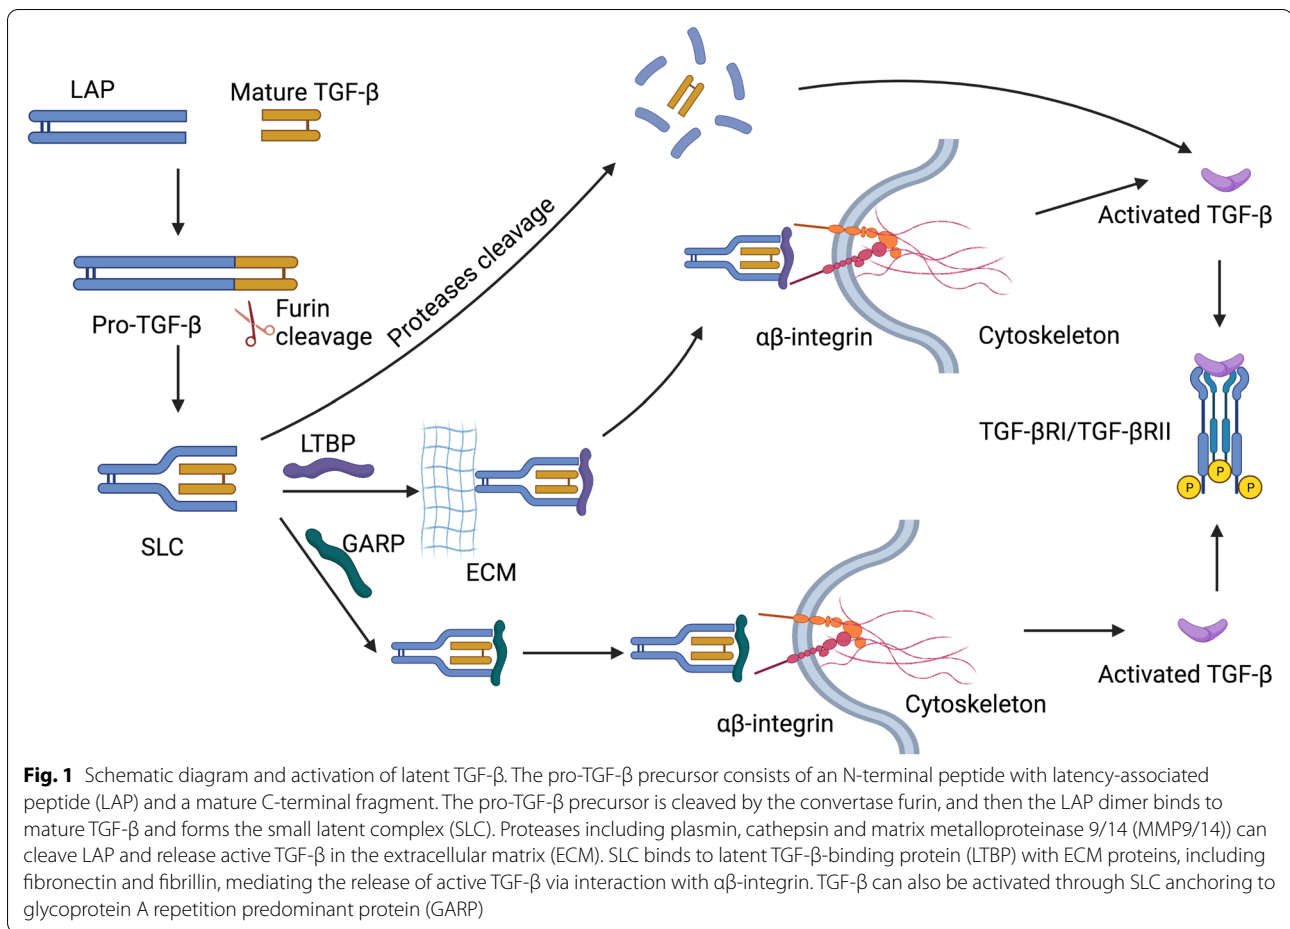 LAP
Mature TGF-β
Pro-TGF-β
Furin
cleavage
Proteases cleavage
αβ-integrin
Cytoskeleton
Activated TGF-β
TGF-βRI/TGF-βRII
P
P
P
LTBP
SLC
GARP
ECM
αβ-integrin
Cytoskeleton
Activated TGF-β
Fig. 1 Schematic diagram and activation of latent TGF-β. The pro-TGF-β precursor consists of an N-terminal peptide with latency-associated
peptide (LAP) and a mature C-terminal fragment. The pro-TGF-β precursor is cleaved by the convertase furin, and then the LAP dimer binds to
mature TGF-β and forms the small latent complex (SLC). Proteases including plasmin, cathepsin and matrix metalloproteinase 9/14 (MMP9/14)) can
cleave LAP and release active TGF-β in the extracellular matrix (ECM). SLC binds to latent TGF-β-binding protein (LTBP) with ECM proteins, including
fibronectin and fibrillin, mediating the release of active TGF-β via interaction with αβ-integrin. TGF-β can also be activated through SLC anchoring to
glycoprotein A repetition predominant protein (GARP)